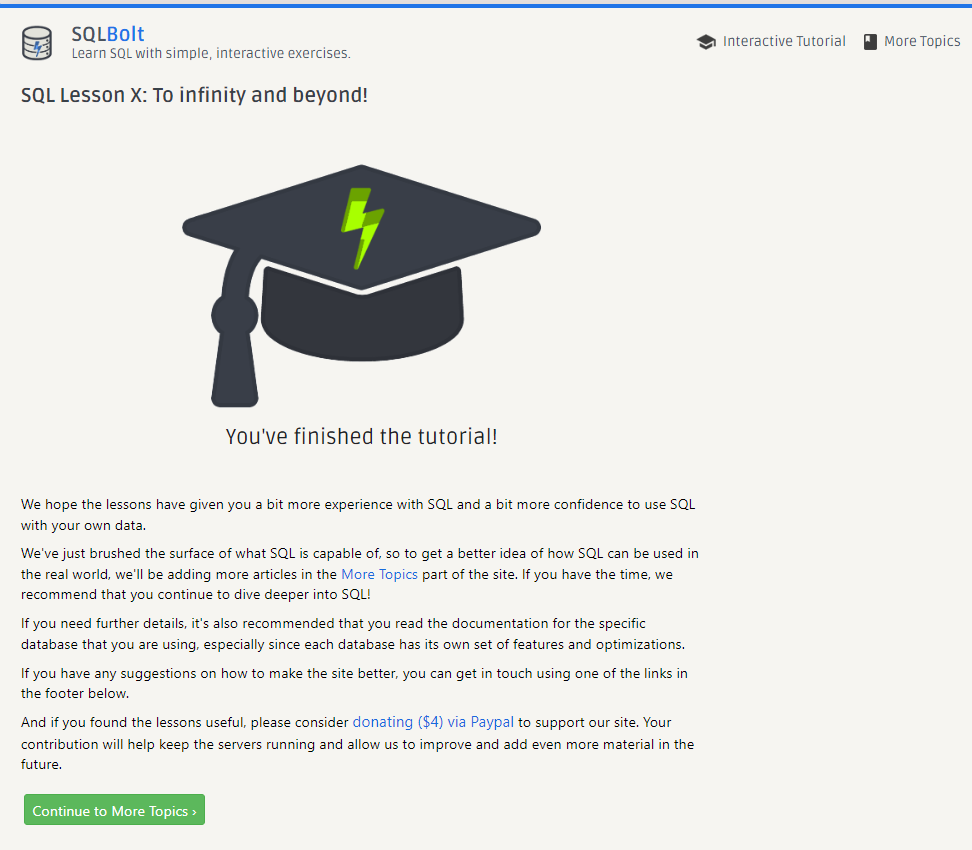 SQLBolt
Learn SQL with simple, interactive exercises.
Interactive Tutorial
More Topics
SQL Lesson X: To infinity and beyond!
You've finished the tutorial!
We hope the lessons have given you a bit more experience with SQL and a bit more confidence to use SQL
with your own data.
We've just brushed the surface of what SQL is capable of, so to get a better idea of how SQL can be used in
the real world, we'll be adding more articles in the More Topics part of the site. If you have the time, we
recommend that you continue to dive deeper into SQL!
If you need further details, it's also recommended that you read the documentation for the specific
database that you are using, especially since each database has its own set of features and optimizations.
If you have any suggestions on how to make the site better, you can get in touch using one of the links in
the footer below.
And if you found the lessons useful, please consider donating ($4) via Paypal to support our site. Your
contribution will help keep the servers running and allow us to improve and add even more material in the
future.
Continue to More Topics ›